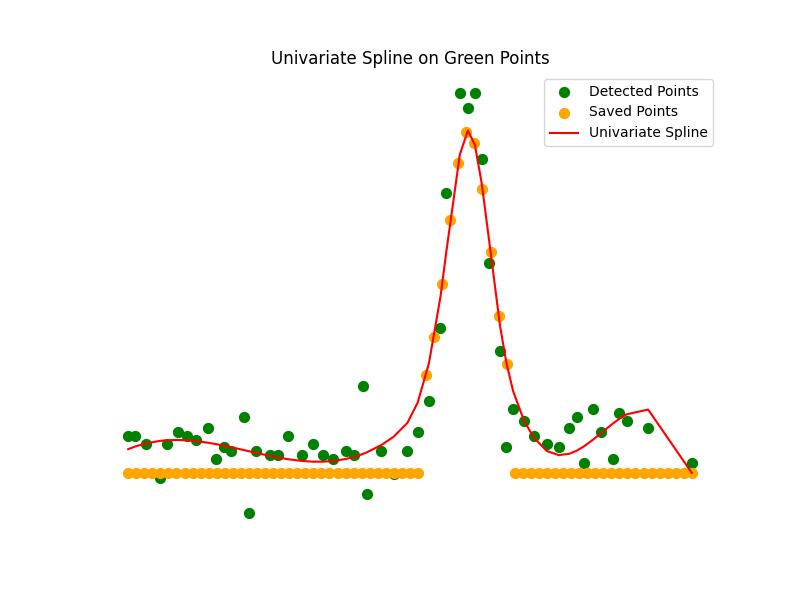 Univariate Spline on Green Points
Detected Points
Saved Points
Univariate Spline